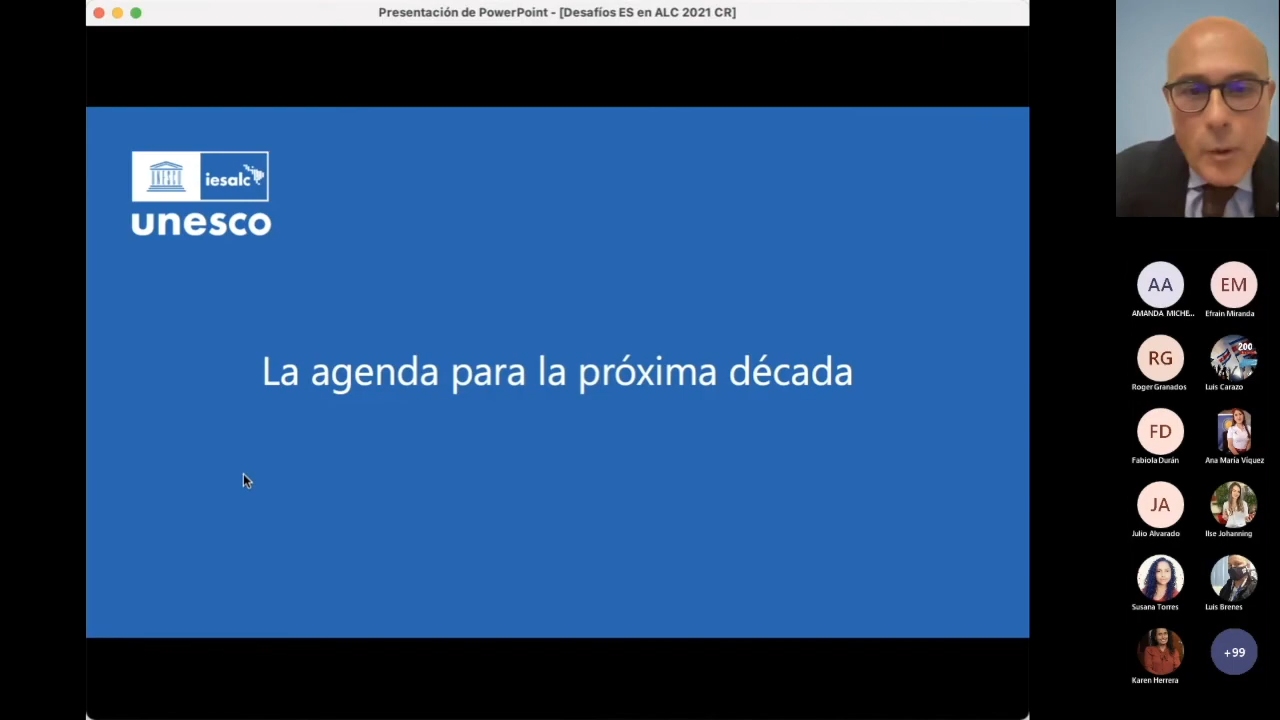 Presentación de PowerPoint - [Desafíos ES en ALC 2021 CR]
iesalc
unesco
La agenda para la próxima década
AA
EM
AMANDA MICHE...
Efrain Miranda
RG
200
Roger Granados
Luis Carazo
FD
Fabiola Durán
Ana María Víquez
JA
Julio Alvarado
Ilse Johanning
Susana Torres
Luis Brenes
+99
Karen Herrera